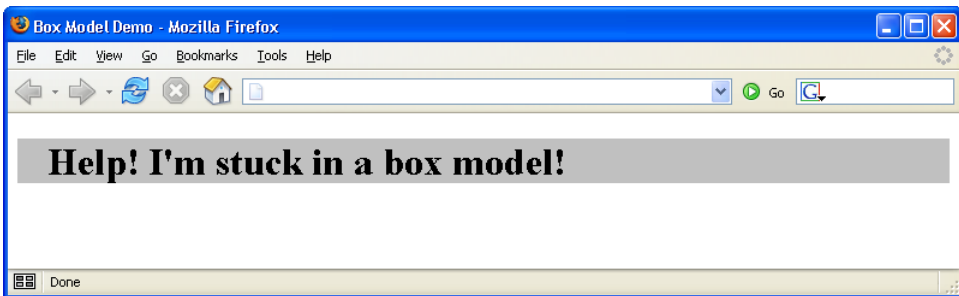 Box Model Demo - Mozilla Firefox
File Edit View Go Bookmarks Tools Help
Go G
Help! I'm stuck in a box model!
Done